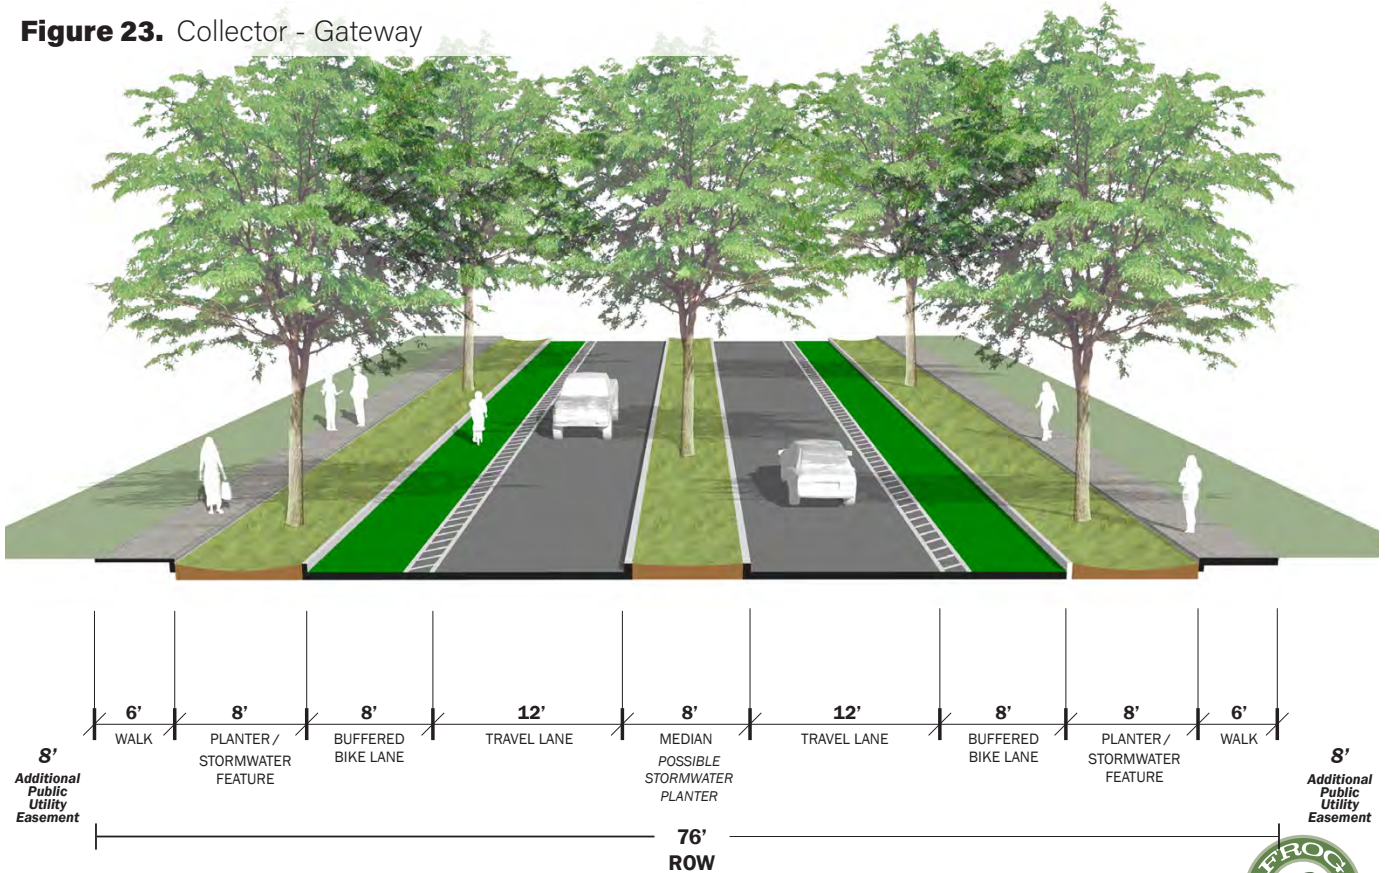 Figure 23. Collector - Gateway
6’ 8’ 8’ 12’ 8’ 12’ 8’ 8’ 6’
WALK
PLANTER /
STORMWATER
FEATURE
BUFFERED
BIKE LANE
TRAVEL LANE
MEDIAN
POSSIBLE
STORMWATER
PLANTER
TRAVEL LANE
BUFFERED
BIKE LANE
PLANTER /
STORMWATER
FEATURE
WALK
8’
Additional
Public
Utility
Easement
8’
Additional
Public
Utility
Easement
76’
ROW
FROG